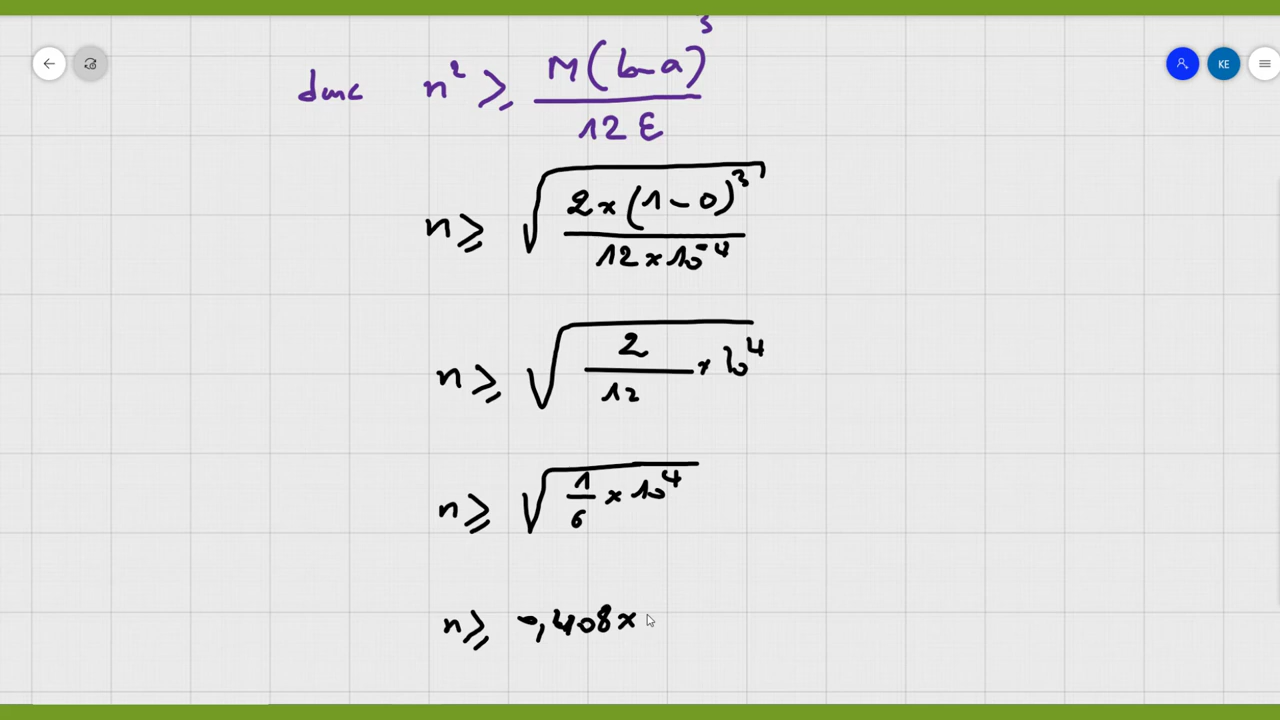 donc n² ⩾ M(b-a)³ / 12 ε
KE
n ⩾ √(2 × (1 - 0)³ / 12 × 10⁻⁴)
n ⩾ √(2 / 12 × 10⁴)
n ⩾ √(1 / 6 × 10⁴)
n ⩾ 0,408 ×